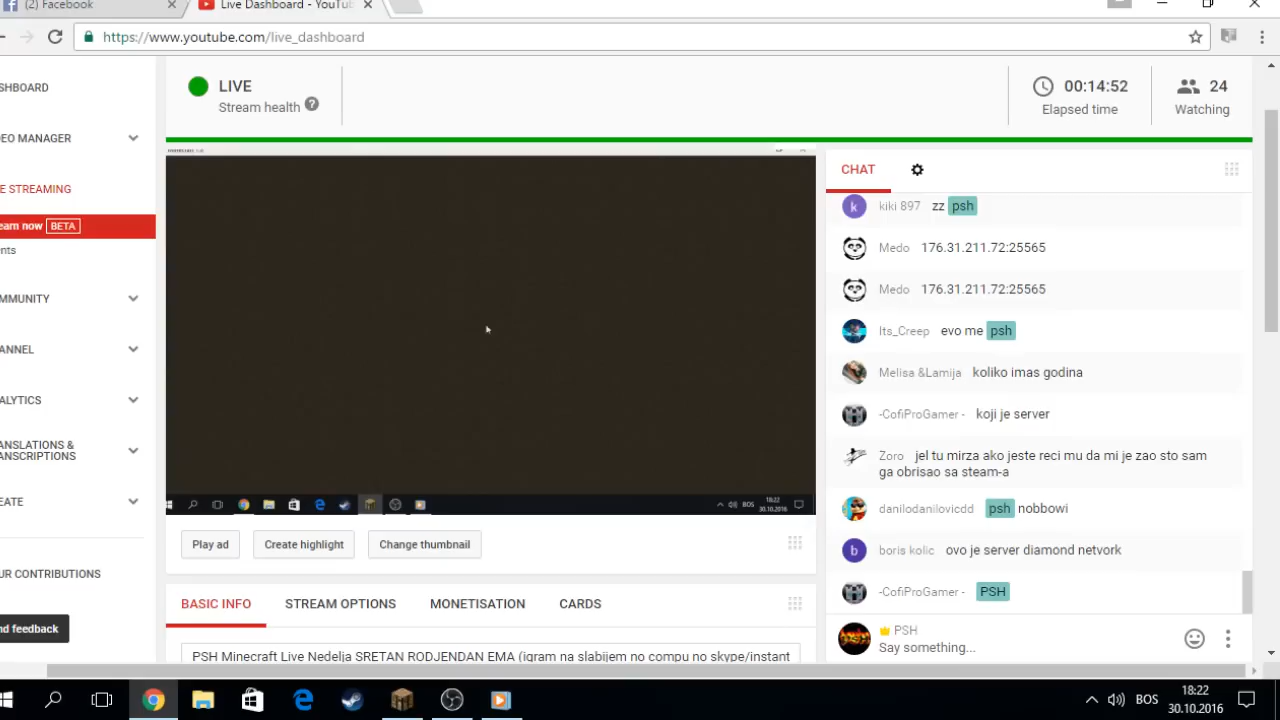 (2) Facebook
Live Dashboard - YouTu
https://www.youtube.com/live_dashboard
SHBOARD
EO MANAGER
E STREAMING
eam now BETA
nts
MMUNITY
ANNEL
ALYTICS
ANSLATIONS &
ANSCRIPTIONS
EATE
UR CONTRIBUTIONS
nd feedback
LIVE
Stream health ?
00:14:52
Elapsed time
24
Watching
18:22
BOS
30.10.2016
Play ad
Create highlight
Change thumbnail
BASIC INFO
STREAM OPTIONS
MONETISATION
CARDS
PSH Minecraft Live Nedelja SRETAN RODJENDAN EMA (igram na slabijem no compu no skype/instant
CHAT
k kiki 897 zz psh
Medo 176.31.211.72:25565
Medo 176.31.211.72:25565
Its_Creep evo me psh
Melisa &Lamija koliko imas godina
-CofiProGamer - koji je server
Zoro jel tu mirza ako jeste reci mu da mi je zao sto sam
ga obrisao sa steam-a
danilodanilovicdd psh nobbowi
b boris kolic ovo je server diamond netvork
-CofiProGamer - PSH
PSH
Say something...
BOS
18:22
30.10.2016